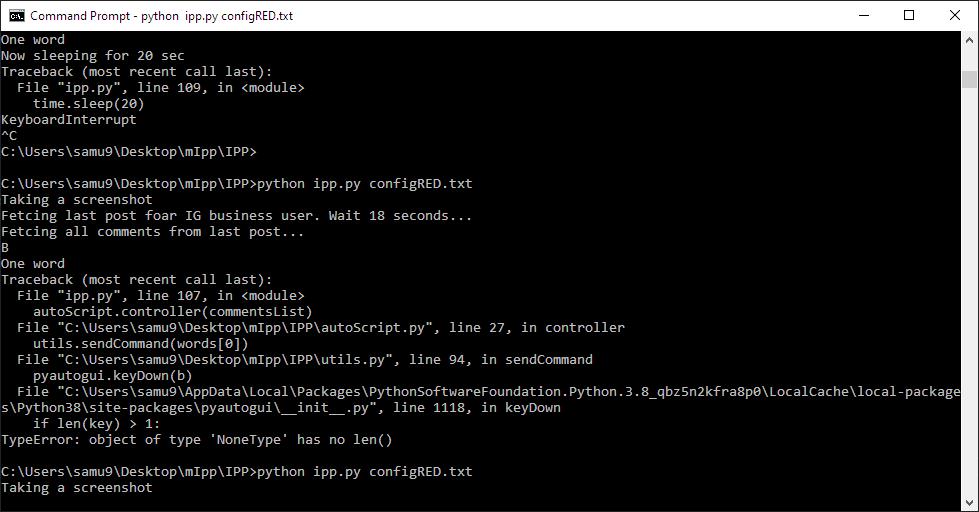 Command Prompt - python  ipp.py configRED.txt
One word
Now sleeping for 20 sec
Traceback (most recent call last):
  File "ipp.py", line 109, in <module>
    time.sleep(20)
KeyboardInterrupt
^C
C:\Users\samu9\Desktop\mIpp\IPP>
C:\Users\samu9\Desktop\mIpp\IPP>python ipp.py configRED.txt
Taking a screenshot
Fetcing last post foar IG business user. Wait 18 seconds...
Fetcing all comments from last post...
B
One word
Traceback (most recent call last):
  File "ipp.py", line 107, in <module>
    autoScript.controller(commentsList)
  File "C:\Users\samu9\Desktop\mIpp\IPP\autoScript.py", line 27, in controller
    utils.sendCommand(words[0])
  File "C:\Users\samu9\Desktop\mIpp\IPP\utils.py", line 94, in sendCommand
    pyautogui.keyDown(b)
  File "C:\Users\samu9\AppData\Local\Packages\PythonSoftwareFoundation.Python.3.8_qbz5n2kfra8p0\LocalCache\local-package
s\Python38\site-packages\pyautogui\__init__.py", line 1118, in keyDown
    if len(key) > 1:
TypeError: object of type 'NoneType' has no len()
C:\Users\samu9\Desktop\mIpp\IPP>python ipp.py configRED.txt
Taking a screenshot